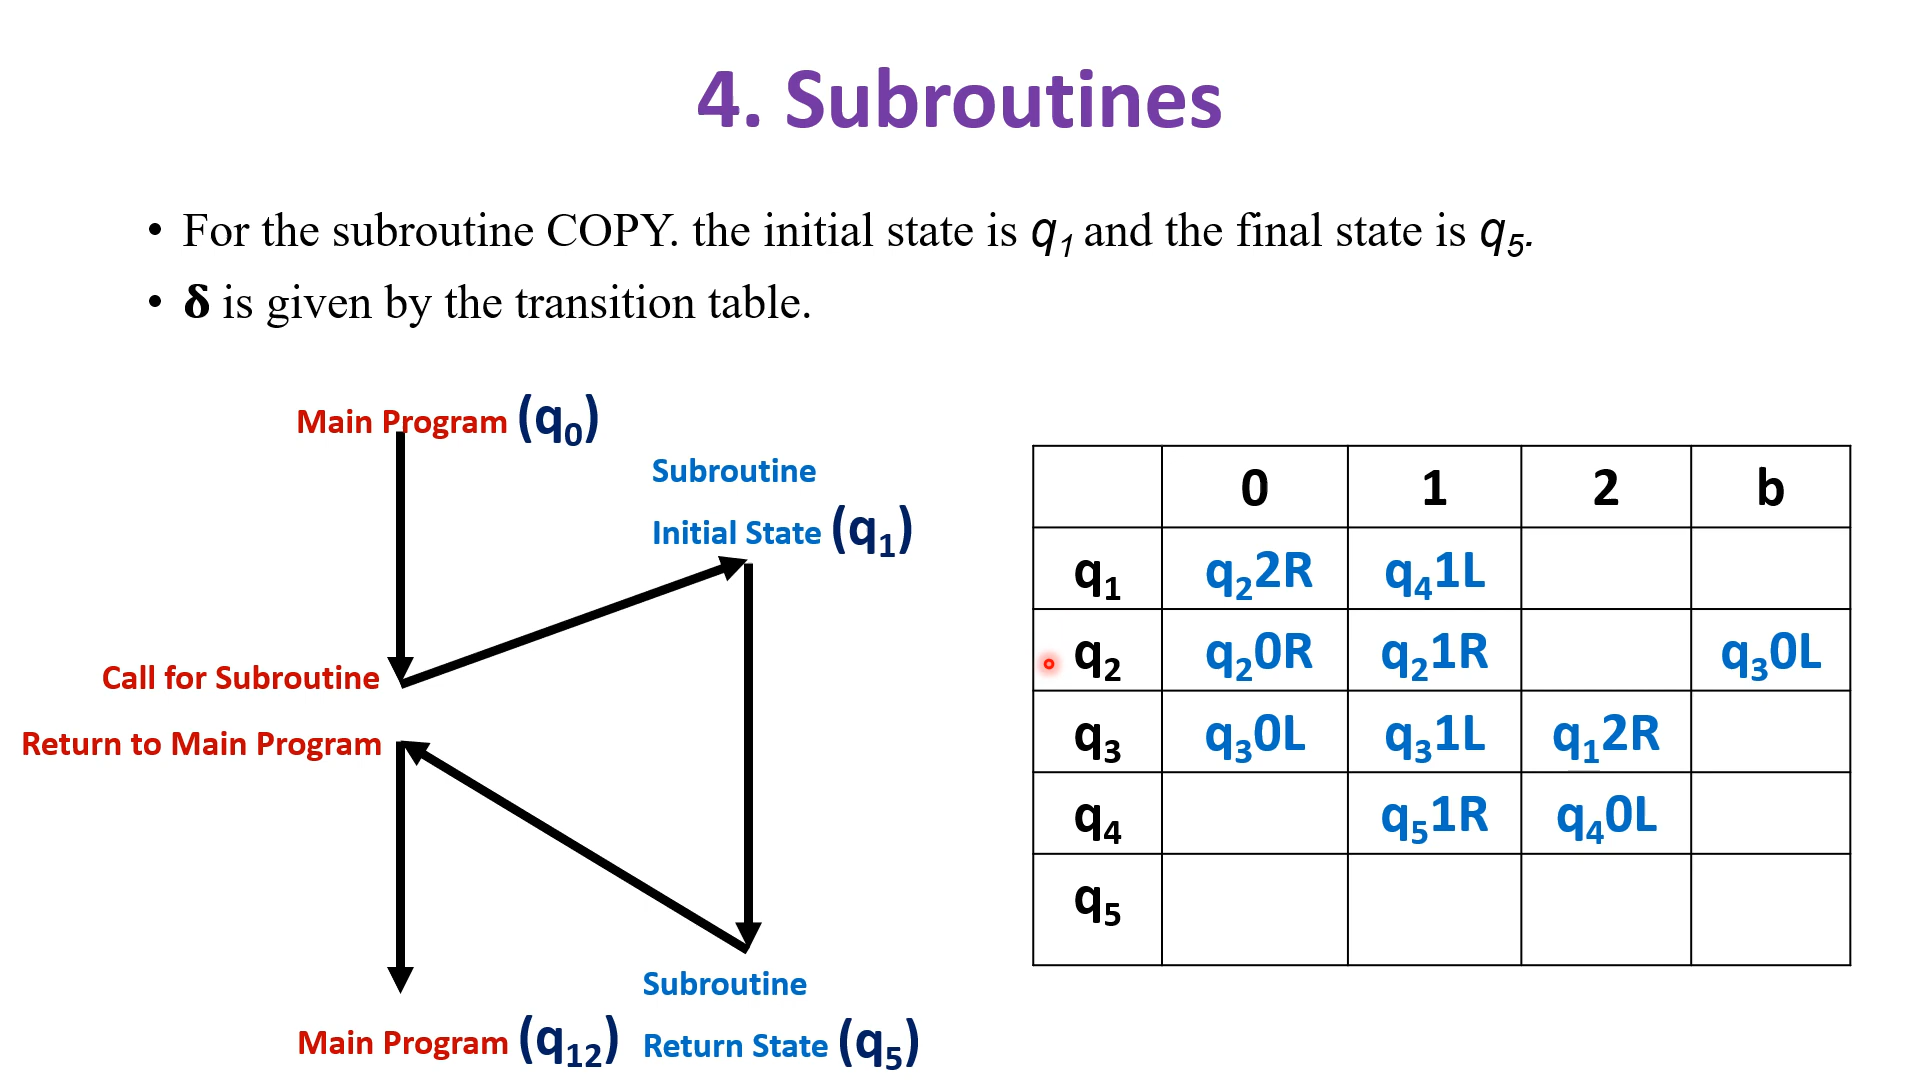 4. Subroutines
• For the subroutine COPY. the initial state is q₁ and the final state is q₅.
• δ is given by the transition table.
Main Program (q₀)
Subroutine
Initial State (q₁)
Call for Subroutine
Return to Main Program
Subroutine
Main Program (q₁₂)
Return State (q₅)
0 1 2 b
q₁ q₂2R q₄1L
q₂ q₂0R q₂1R q₃0L
q₃ q₃0L q₃1L q₁2R
q₄ q₅1R q₄0L
q₅